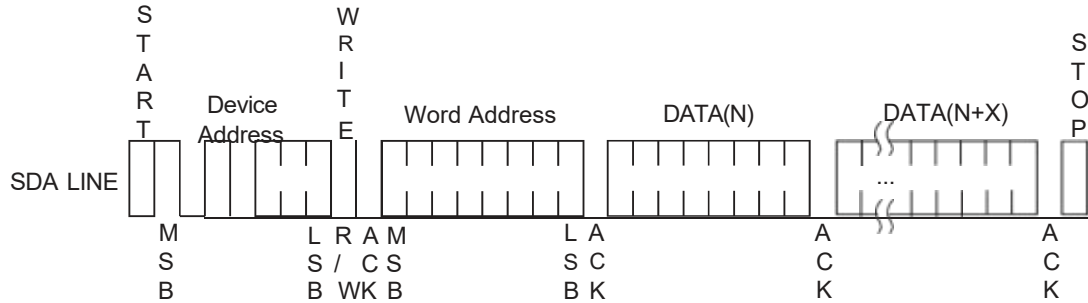 START
WRITE
STOP
Device
Address
Word Address
DATA(N)
DATA(N+X)
SDA LINE
...
MSB
LSB
R/W
ACK
MSB
LSB
ACK
ACK
ACK